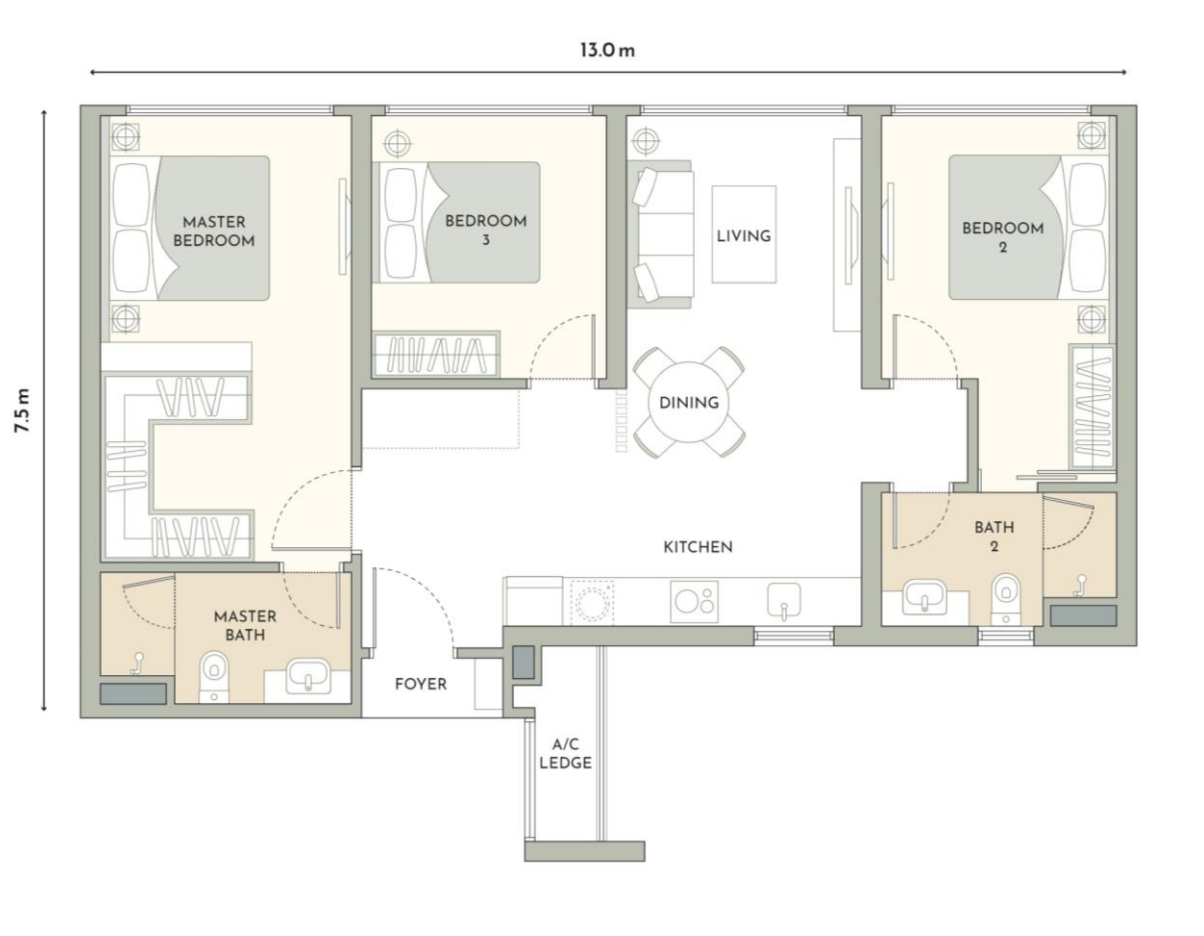 13.0 m
7.5 m
MASTER
BEDROOM
BEDROOM
3
LIVING
BEDROOM
2
DINING
KITCHEN
BATH
2
MASTER
BATH
FOYER
A/C
LEDGE